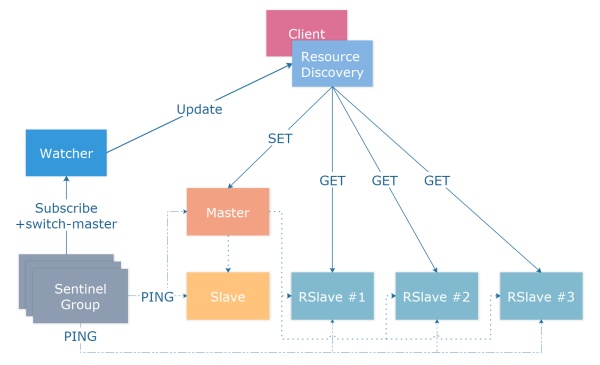 Client
Resource
Discovery
Update
SET
Watcher
GET
GET
GET
Subscribe
+switch-master
Master
Sentinel
Group
PING
Slave
RSlave #1
RSlave #2
RSlave #3
PING